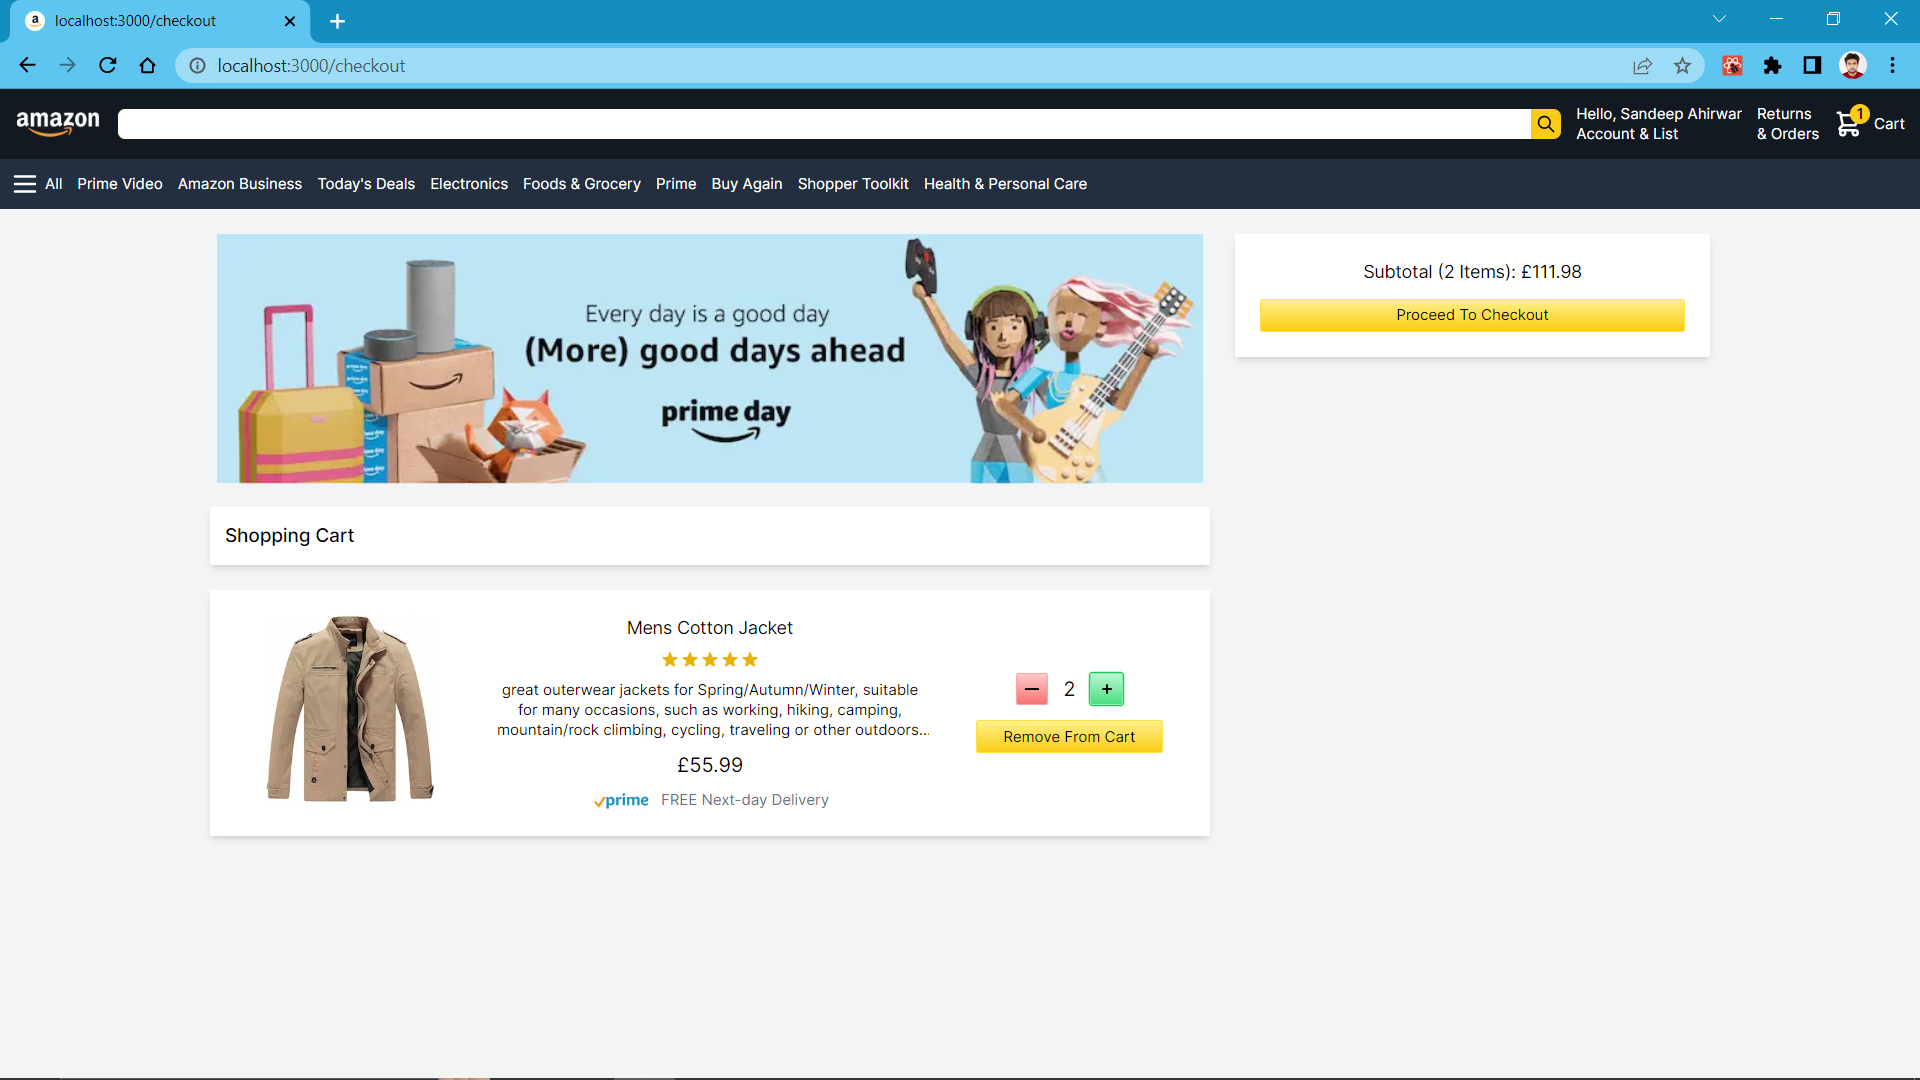 localhost:3000/checkout
localhost:3000/checkout
amazon
Hello, Sandeep Ahirwar
Account & List
Returns
& Orders
1
Cart
All Prime Video Amazon Business Today's Deals Electronics Foods & Grocery Prime Buy Again Shopper Toolkit Health & Personal Care
Every day is a good day
(More) good days ahead
prime day
Subtotal (2 Items): £111.98
Proceed To Checkout
Shopping Cart
Mens Cotton Jacket
great outerwear jackets for Spring/Autumn/Winter, suitable
for many occasions, such as working, hiking, camping,
mountain/rock climbing, cycling, traveling or other outdoors...
£55.99
prime FREE Next-day Delivery
2
Remove From Cart